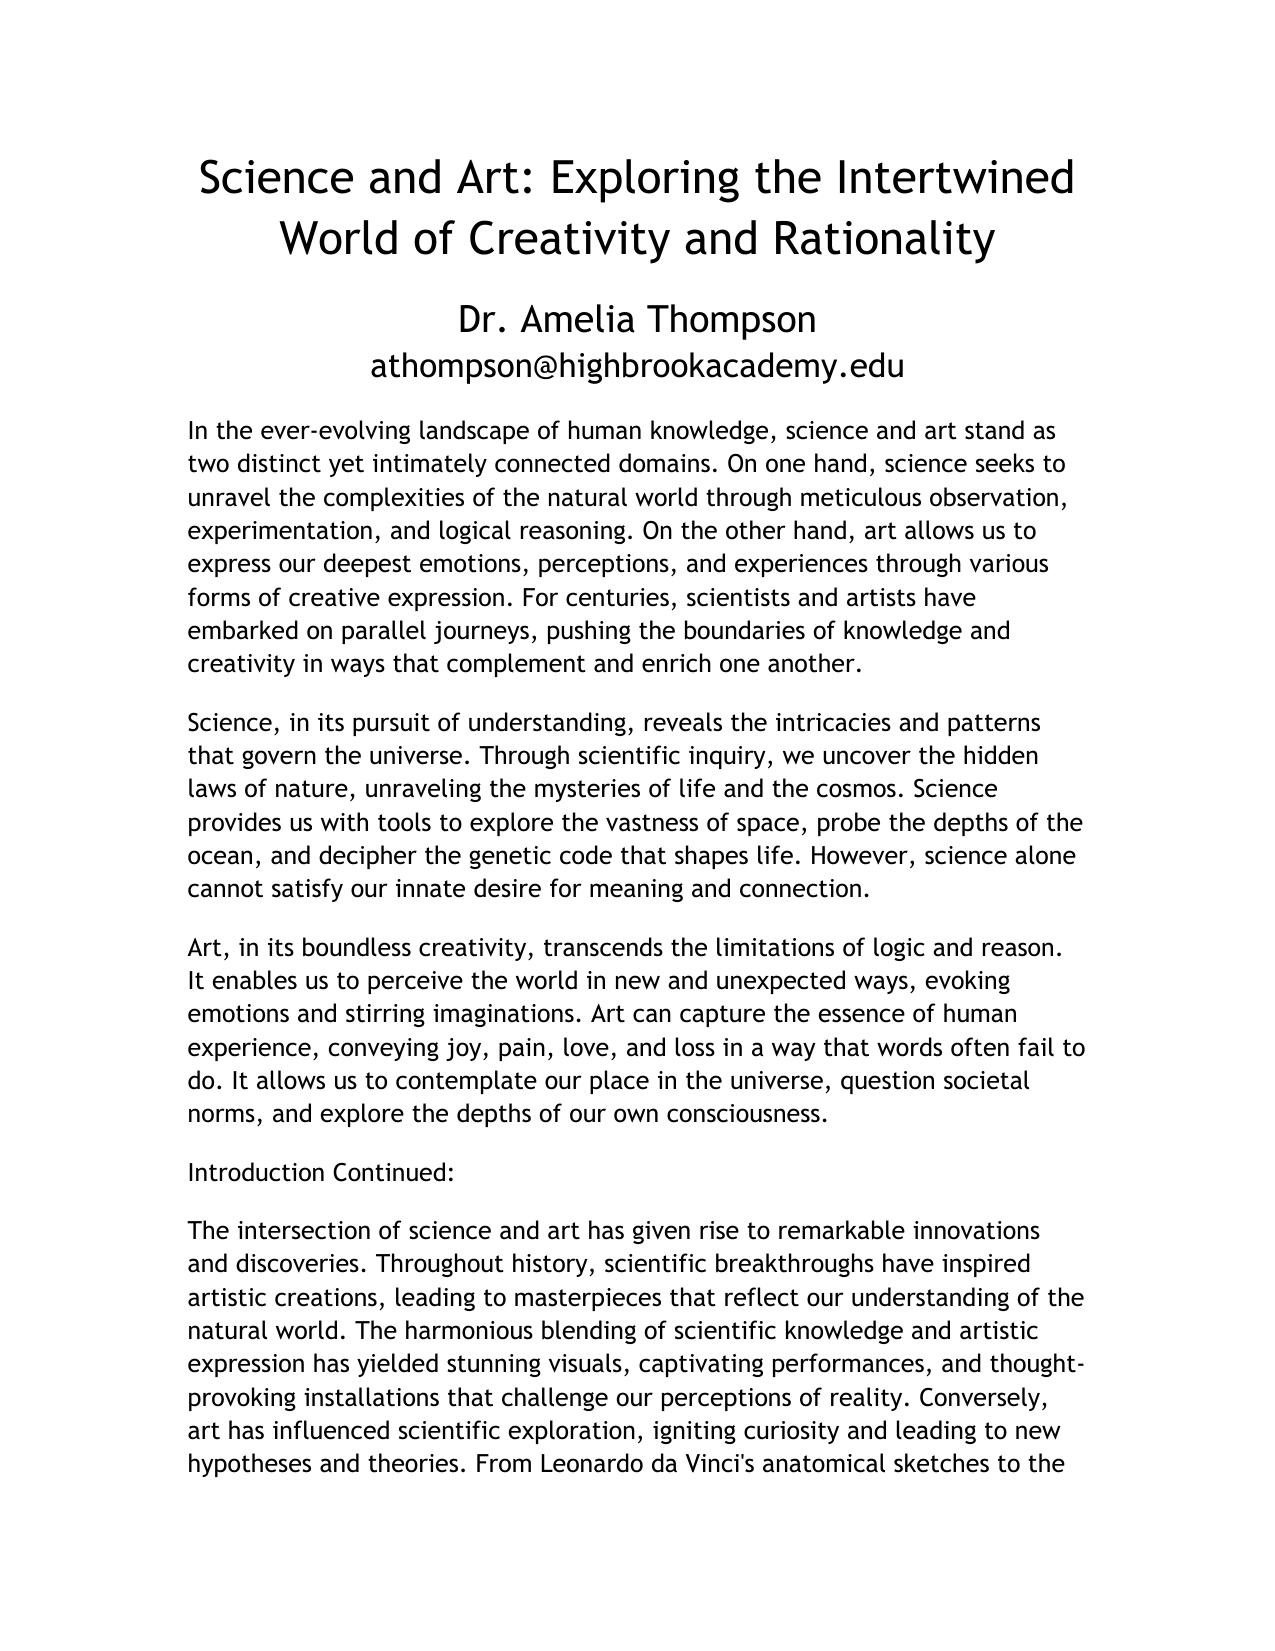 Science and Art: Exploring the Intertwined
World of Creativity and Rationality
Dr. Amelia Thompson
athompson@highbrookacademy.edu
In the ever-evolving landscape of human knowledge, science and art stand as
two distinct yet intimately connected domains. On one hand, science seeks to
unravel the complexities of the natural world through meticulous observation,
experimentation, and logical reasoning. On the other hand, art allows us to
express our deepest emotions, perceptions, and experiences through various
forms of creative expression. For centuries, scientists and artists have
embarked on parallel journeys, pushing the boundaries of knowledge and
creativity in ways that complement and enrich one another.
Science, in its pursuit of understanding, reveals the intricacies and patterns
that govern the universe. Through scientific inquiry, we uncover the hidden
laws of nature, unraveling the mysteries of life and the cosmos. Science
provides us with tools to explore the vastness of space, probe the depths of the
ocean, and decipher the genetic code that shapes life. However, science alone
cannot satisfy our innate desire for meaning and connection.
Art, in its boundless creativity, transcends the limitations of logic and reason.
It enables us to perceive the world in new and unexpected ways, evoking
emotions and stirring imaginations. Art can capture the essence of human
experience, conveying joy, pain, love, and loss in a way that words often fail to
do. It allows us to contemplate our place in the universe, question societal
norms, and explore the depths of our own consciousness.
Introduction Continued:
The intersection of science and art has given rise to remarkable innovations
and discoveries. Throughout history, scientific breakthroughs have inspired
artistic creations, leading to masterpieces that reflect our understanding of the
natural world. The harmonious blending of scientific knowledge and artistic
expression has yielded stunning visuals, captivating performances, and thought-
provoking installations that challenge our perceptions of reality. Conversely,
art has influenced scientific exploration, igniting curiosity and leading to new
hypotheses and theories. From Leonardo da Vinci's anatomical sketches to the